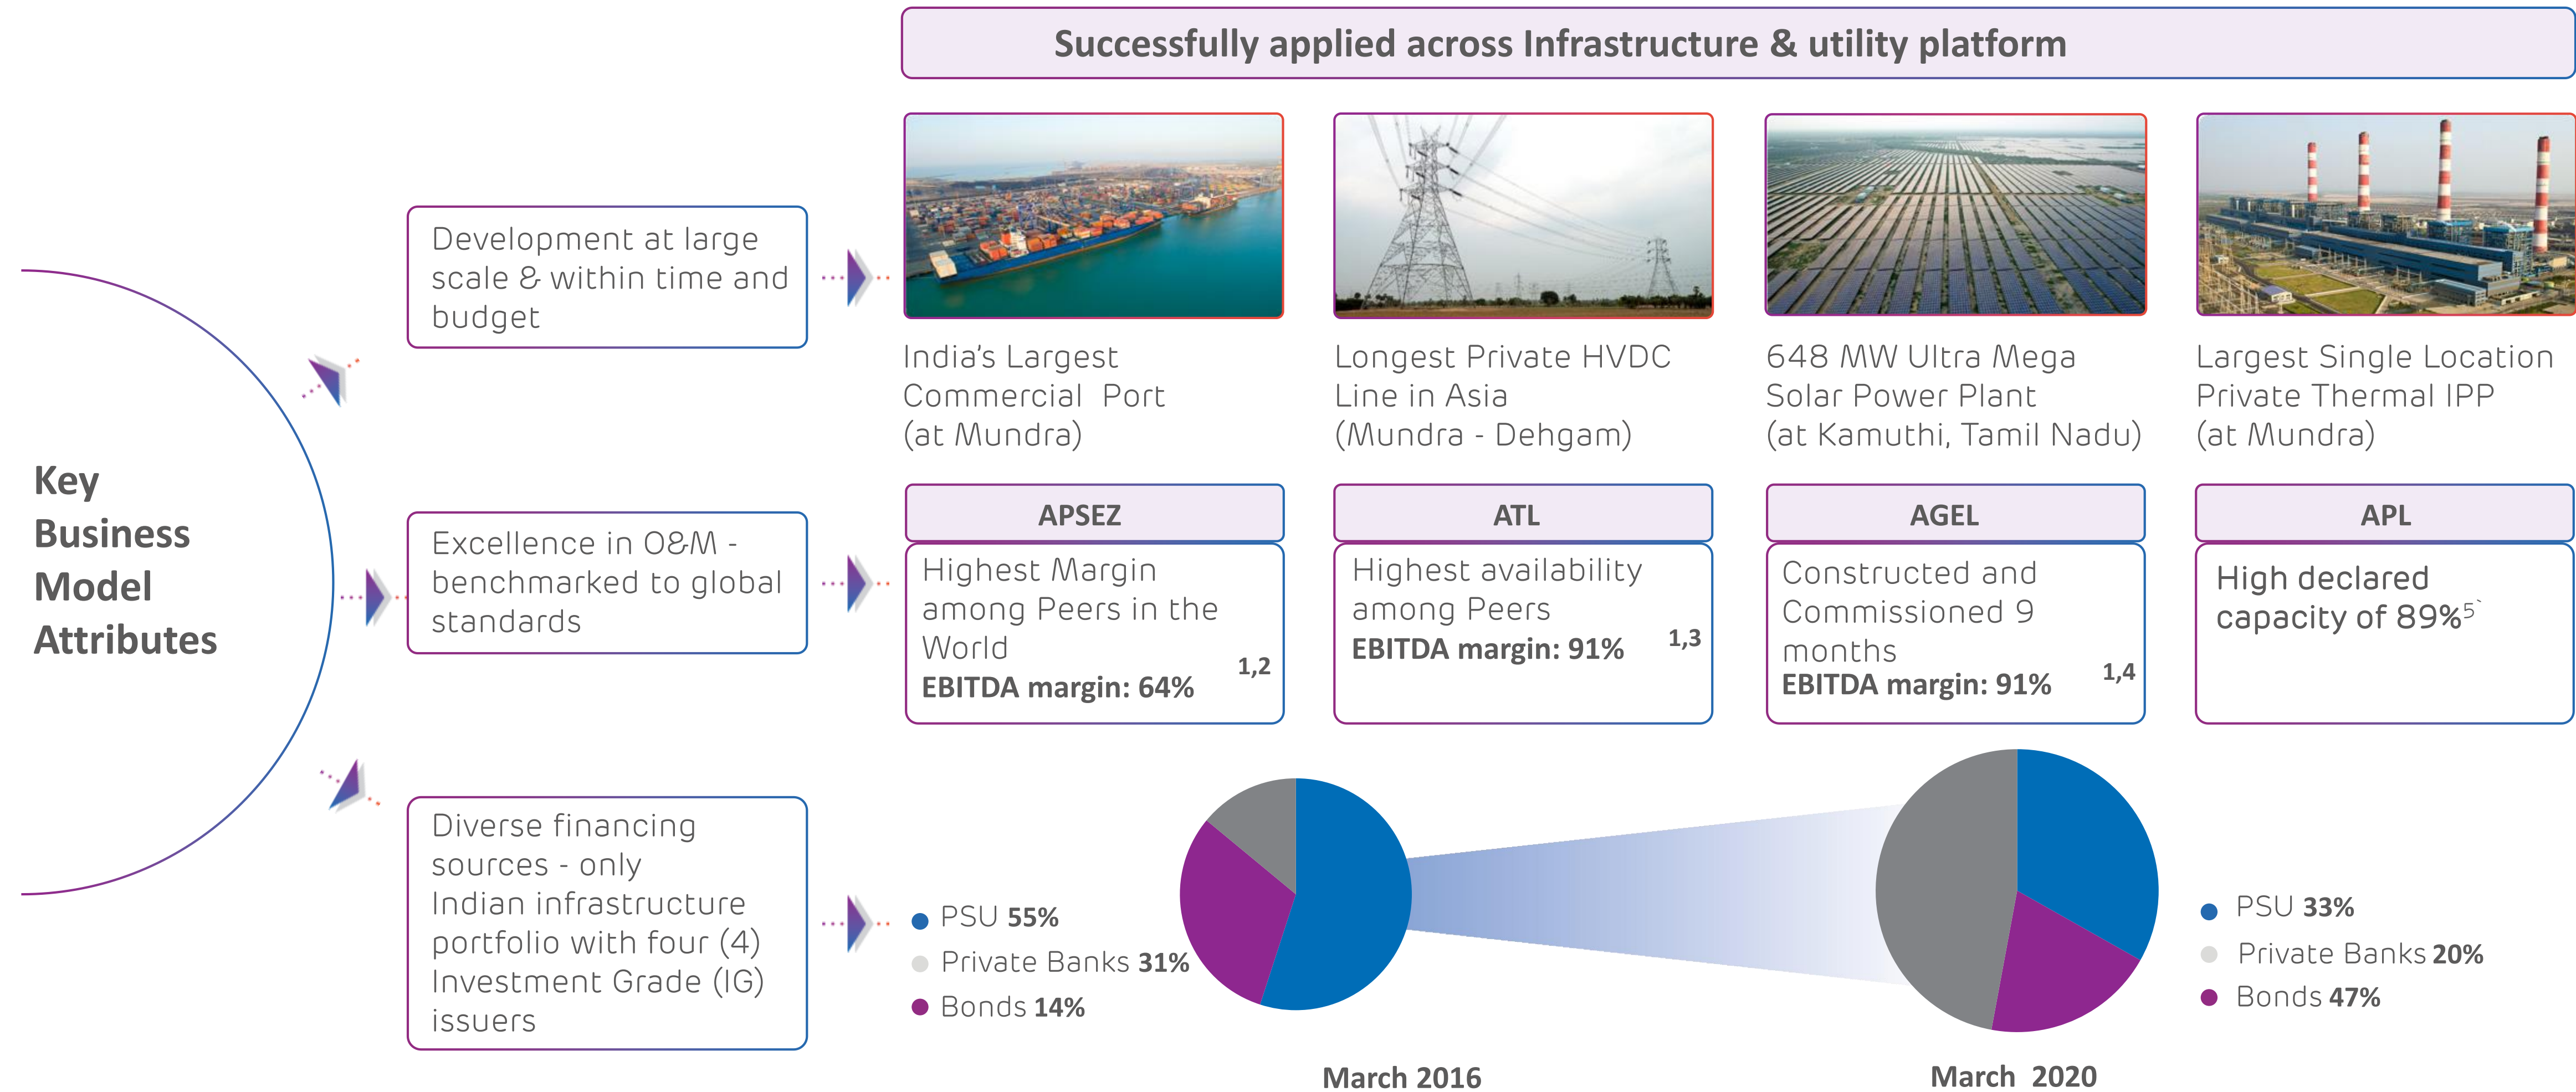 Successfully applied across Infrastructure & utility platform
Key
Business
Model
Attributes
Development at large
scale & within time and
budget
India's Largest
Commercial Port
(at Mundra)
Longest Private HVDC
Line in Asia
(Mundra - Dehgam)
648 MW Ultra Mega
Solar Power Plant
(at Kamuthi, Tamil Nadu)
Largest Single Location
Private Thermal IPP
(at Mundra)
Excellence in O&M -
benchmarked to global
standards
APSEZ
Highest Margin
among Peers in the
World
EBITDA margin: 64% 1,2
ATL
Highest availability
among Peers
EBITDA margin: 91% 1,3
AGEL
Constructed and
Commissioned 9
months
EBITDA margin: 91% 1,4
APL
High declared
capacity of 89%5`
Diverse financing
sources - only
Indian infrastructure
portfolio with four (4)
Investment Grade (IG)
issuers
PSU 55%
Private Banks 31%
Bonds 14%
March 2016
PSU 33%
Private Banks 20%
Bonds 47%
March 2020